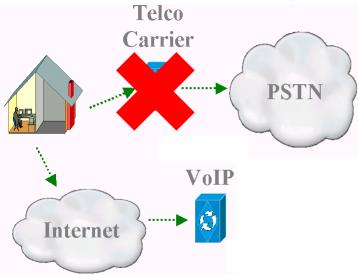 Telco
Carrier
PSTN
VoIP
Internet